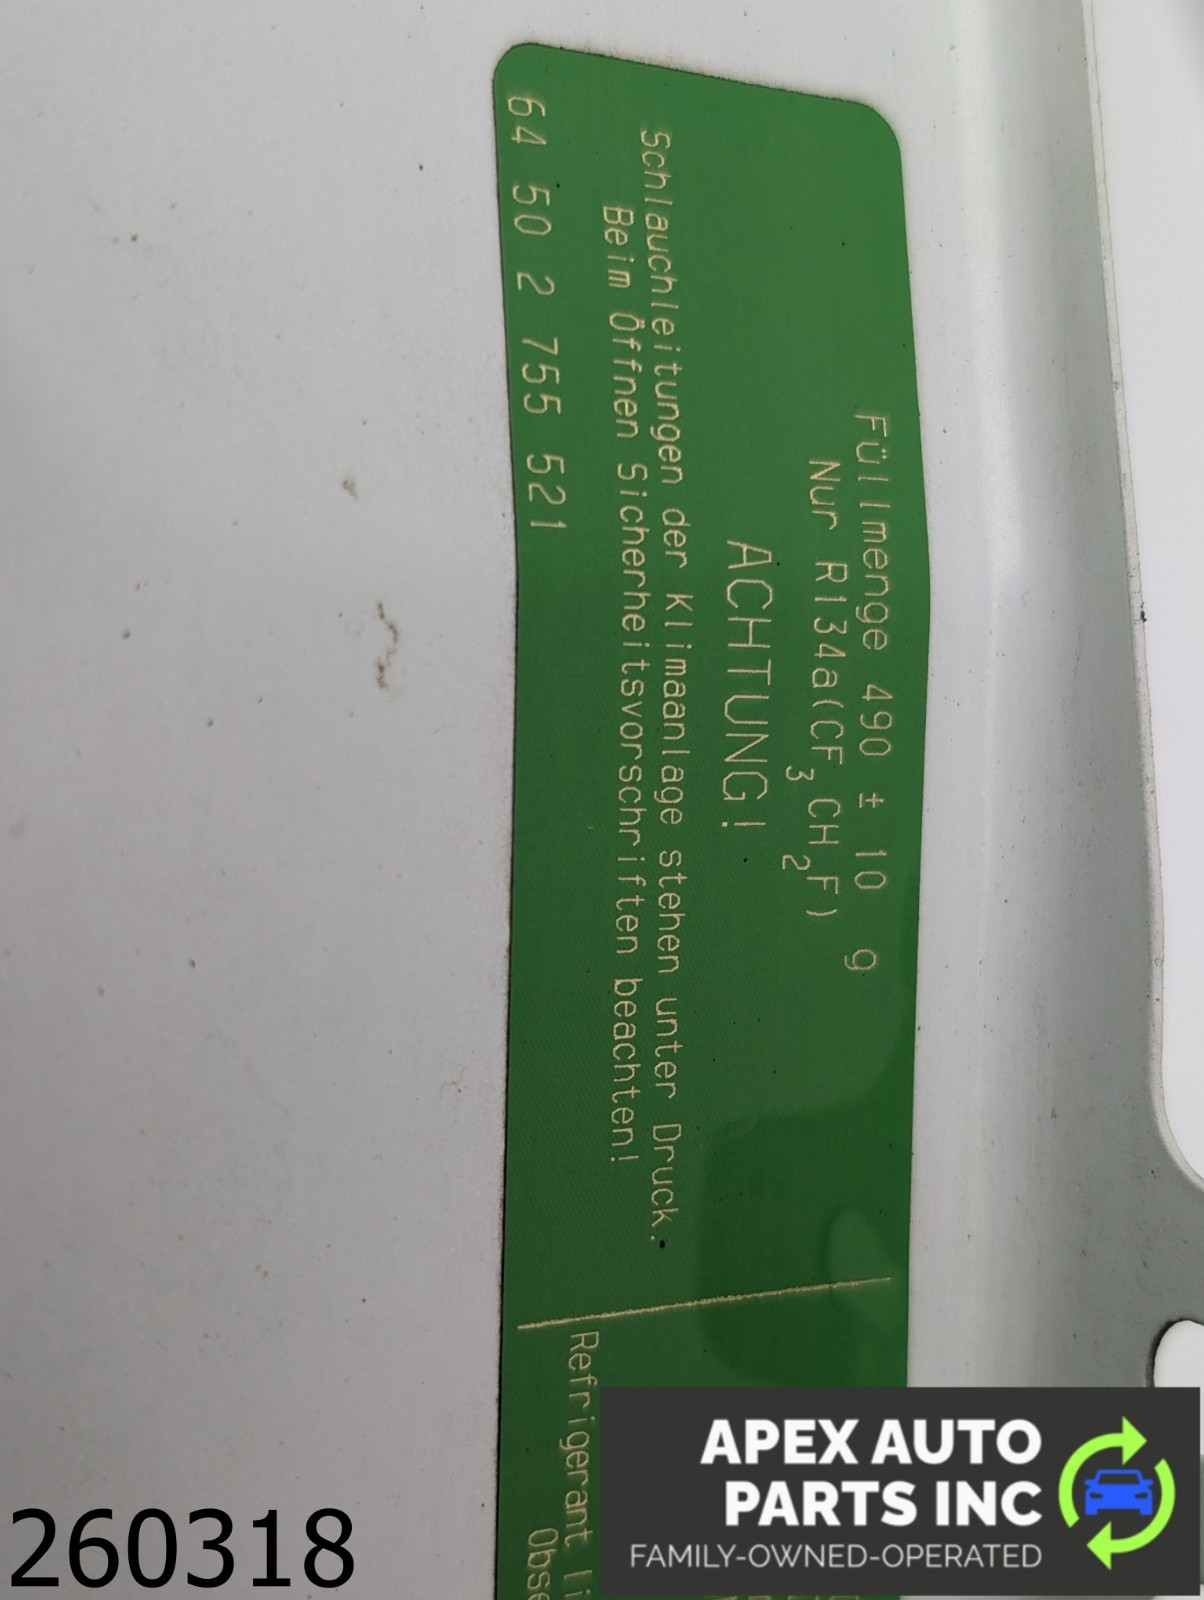 Füllmenge 490 ± 10 g
Nur R134a(CF3CH2F)
ACHTUNG!
Schlauchleitungen der Klimaanlage stehen unter Druck.
Beim Öffnen Sicherheitsvorschriften beachten!
64 50 2 755 521
Refrigerant
260318
APEX AUTO
PARTS INC
FAMILY-OWNED-OPERATED